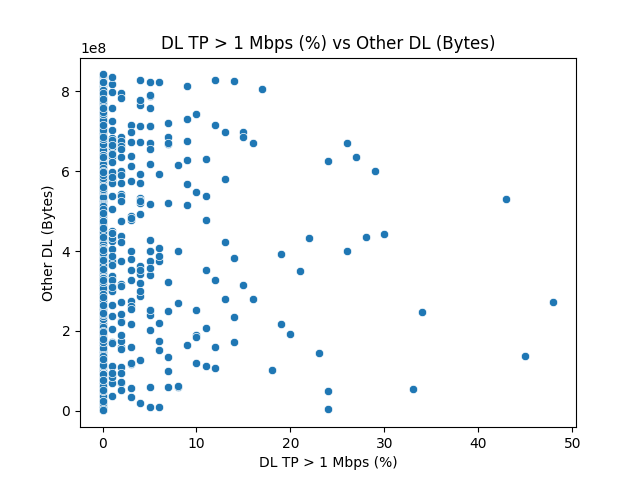 DL TP > 1 Mbps (%) vs Other DL (Bytes)
1e8
8
6
4
2
0
Other DL (Bytes)
0 10 20 30 40 50
DL TP > 1 Mbps (%)